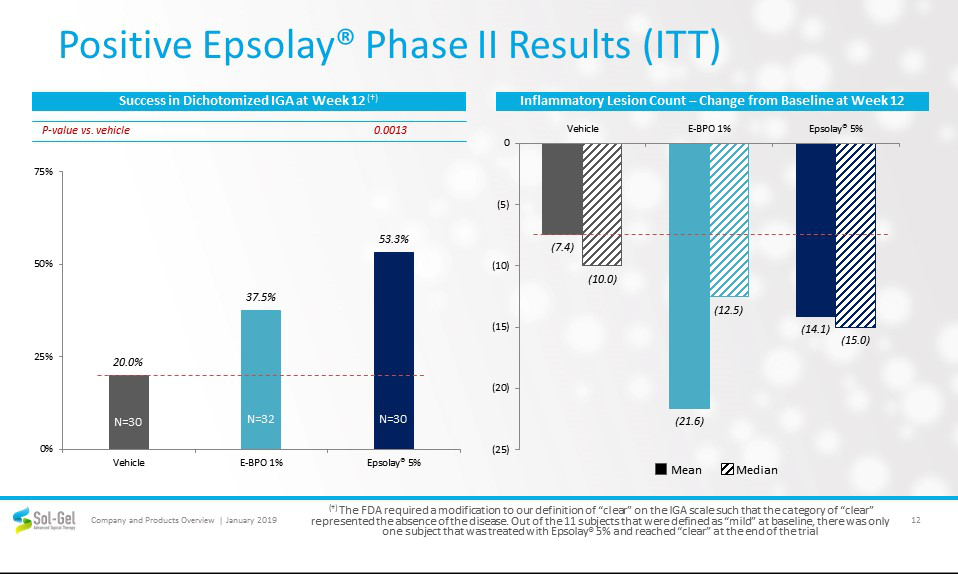 Positive Epsolay® Phase II Results (ITT)
Success in Dichotomized IGA at Week 12 (†)
P-value vs. vehicle 0.0013
75%
50%
25%
0%
20.0%
37.5%
53.3%
N=30
N=32
N=30
Vehicle
E-BPO 1%
Epsolay® 5%
Inflammatory Lesion Count – Change from Baseline at Week 12
Vehicle
E-BPO 1%
Epsolay® 5%
0
(5)
(10)
(15)
(20)
(25)
(7.4)
(10.0)
(21.6)
(12.5)
(14.1)
(15.0)
Mean
Median
Sol-Gel
Advanced Topical Therapy
Company and Products Overview | January 2019
(†) The FDA required a modification to our definition of “clear” on the IGA scale such that the category of “clear”
represented the absence of the disease. Out of the 11 subjects that were defined as “mild” at baseline, there was only
one subject that was treated with Epsolay® 5% and reached “clear” at the end of the trial
12